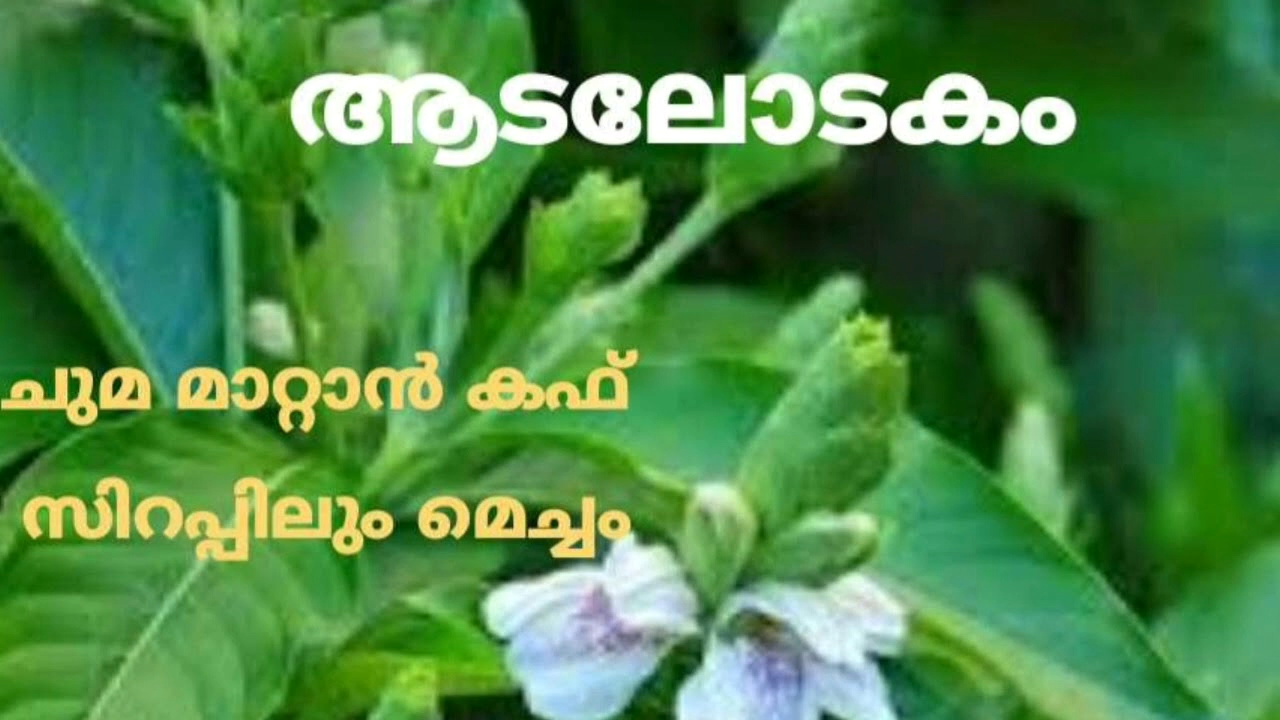 ആടലോടകം
ചുമ മാറ്റാൻ കഫ്
സിറപ്പിലും മെച്ചം